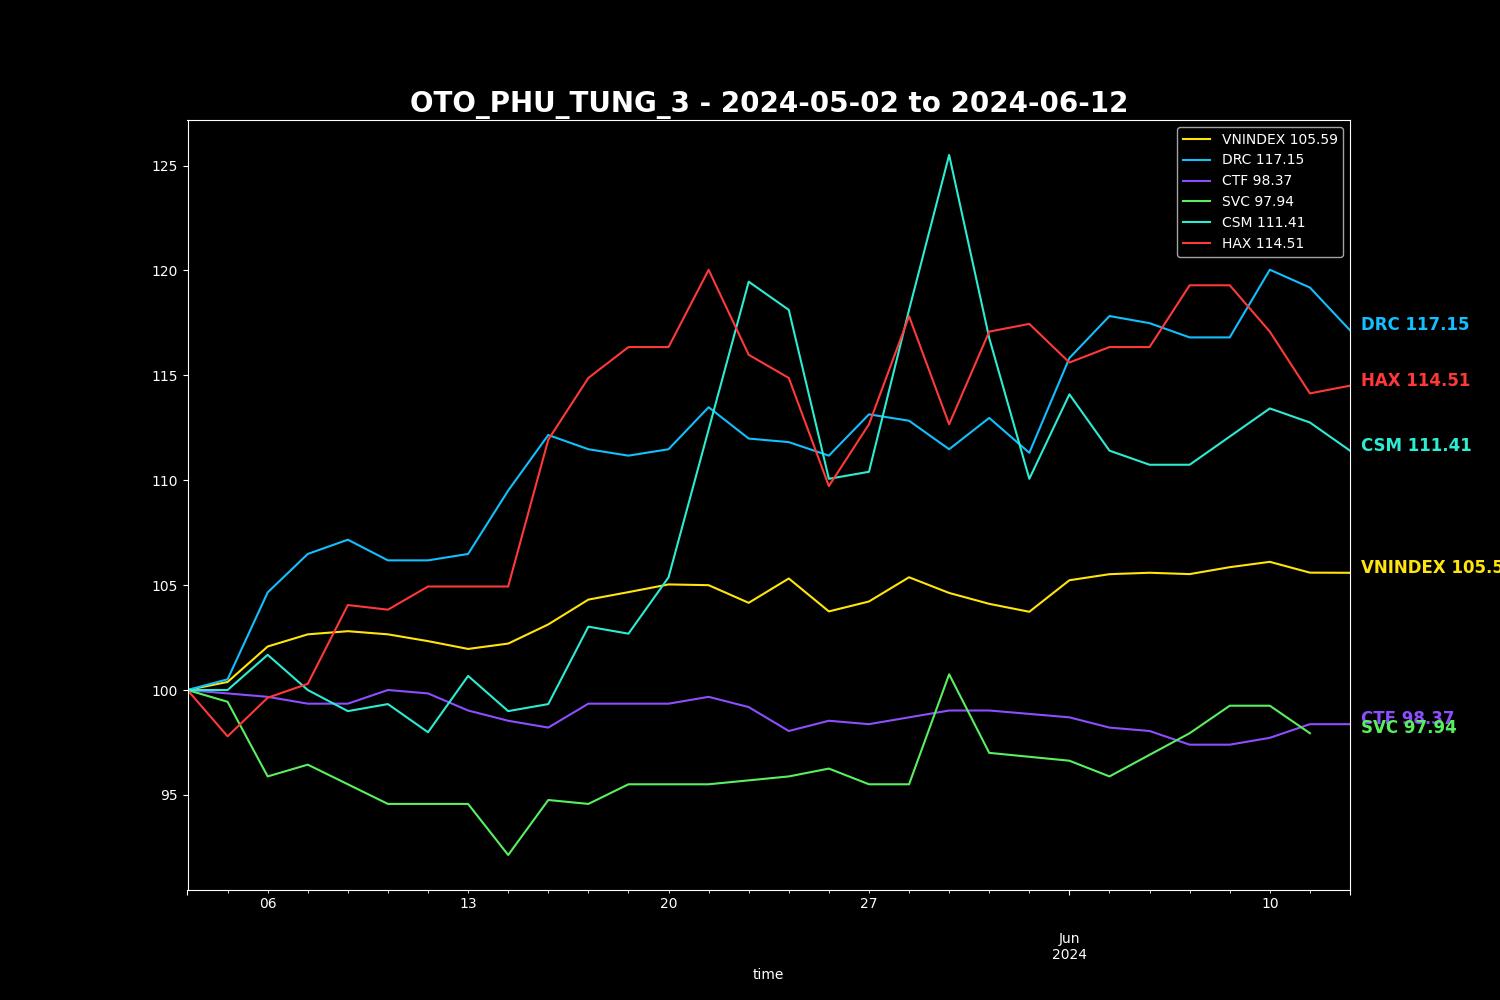 OTO_PHU_TUNG_3 - 2024-05-02 to 2024-06-12
VNINDEX 105.59
DRC 117.15
CTF 98.37
SVC 97.94
CSM 111.41
HAX 114.51
125
120
115
110
105
100
95
DRC 117.15
HAX 114.51
CSM 111.41
VNINDEX 105.5
CTF 98.37
SVC 97.94
06
13
20
27
10
Jun
2024
time